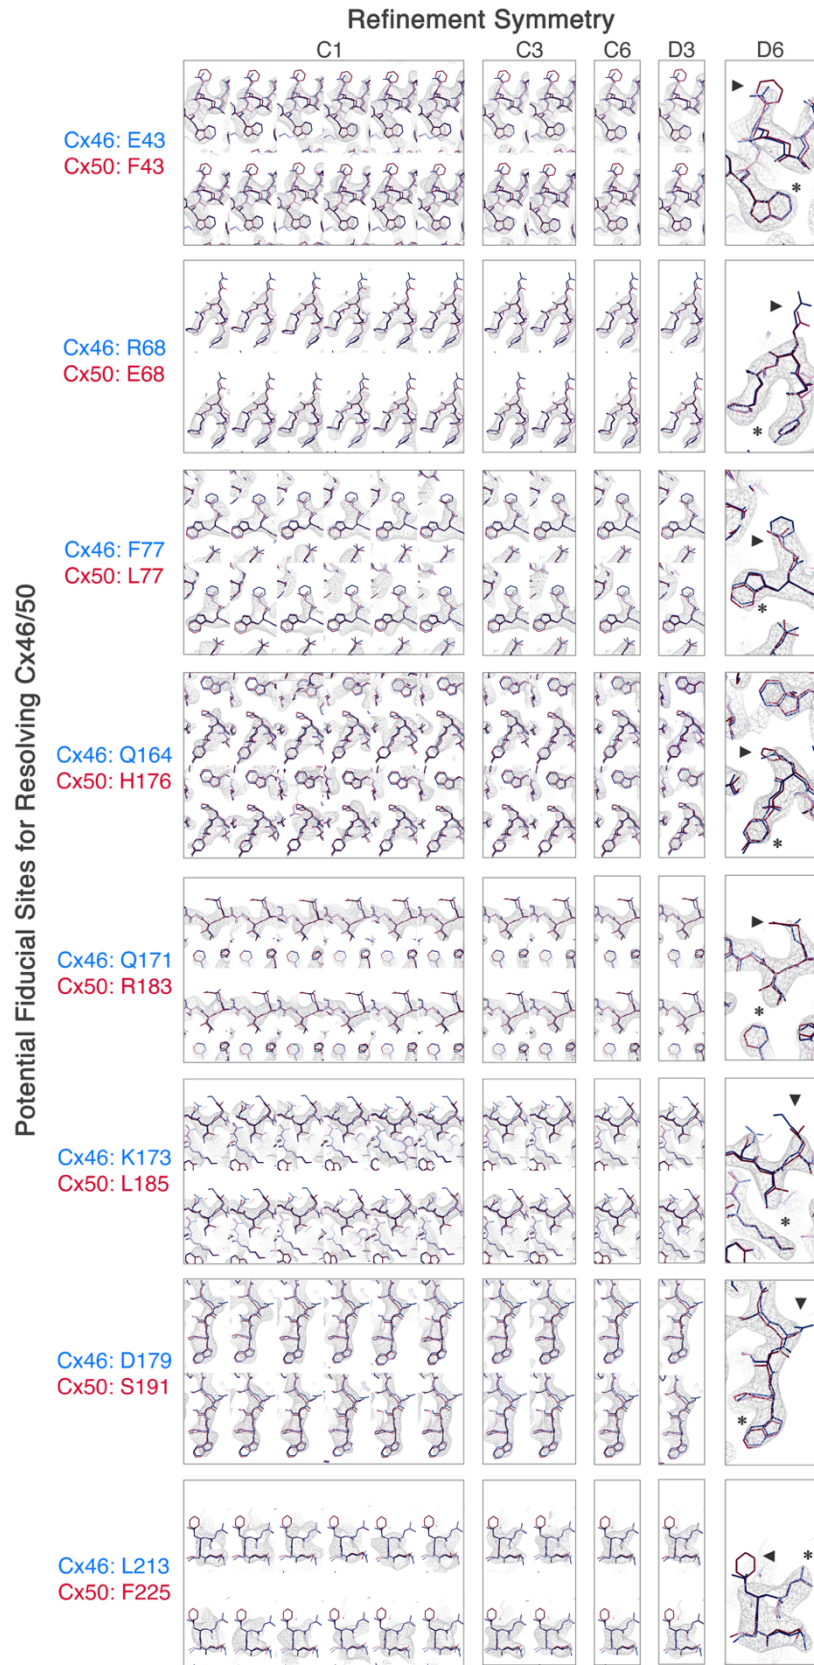 Refinement Symmetry
C1 C3 C6 D3 D6
Potential Fiducial Sites for Resolving Cx46/50
Cx46: E43
Cx50: F43
*
Cx46: R68
Cx50: E68
*
Cx46: F77
Cx50: L77
*
Cx46: Q164
Cx50: H176
*
Cx46: Q171
Cx50: R183
*
Cx46: K173
Cx50: L185
*
Cx46: D179
Cx50: S191
*
Cx46: L213
Cx50: F225
*